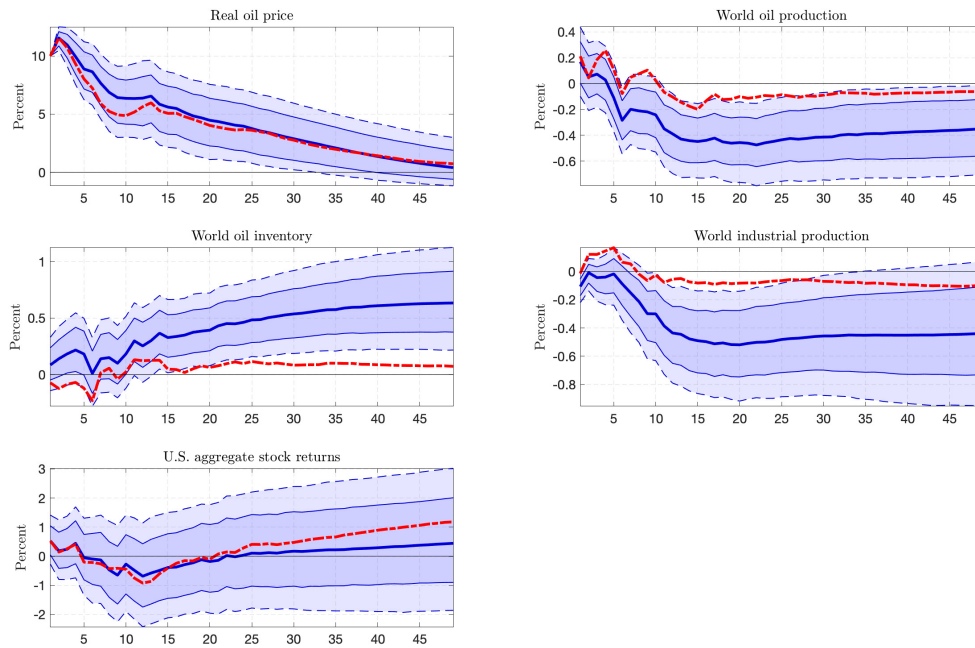 Real oil price
Percent
10
5
0
5 10 15 20 25 30 35 40 45
World oil production
Percent
0.4
0.2
0
-0.2
-0.4
-0.6
5 10 15 20 25 30 35 40 45
World oil inventory
Percent
1
0.5
0
5 10 15 20 25 30 35 40 45
World industrial production
Percent
0
-0.2
-0.4
-0.6
-0.8
5 10 15 20 25 30 35 40 45
U.S. aggregate stock returns
Percent
3
2
1
0
-1
-2
5 10 15 20 25 30 35 40 45